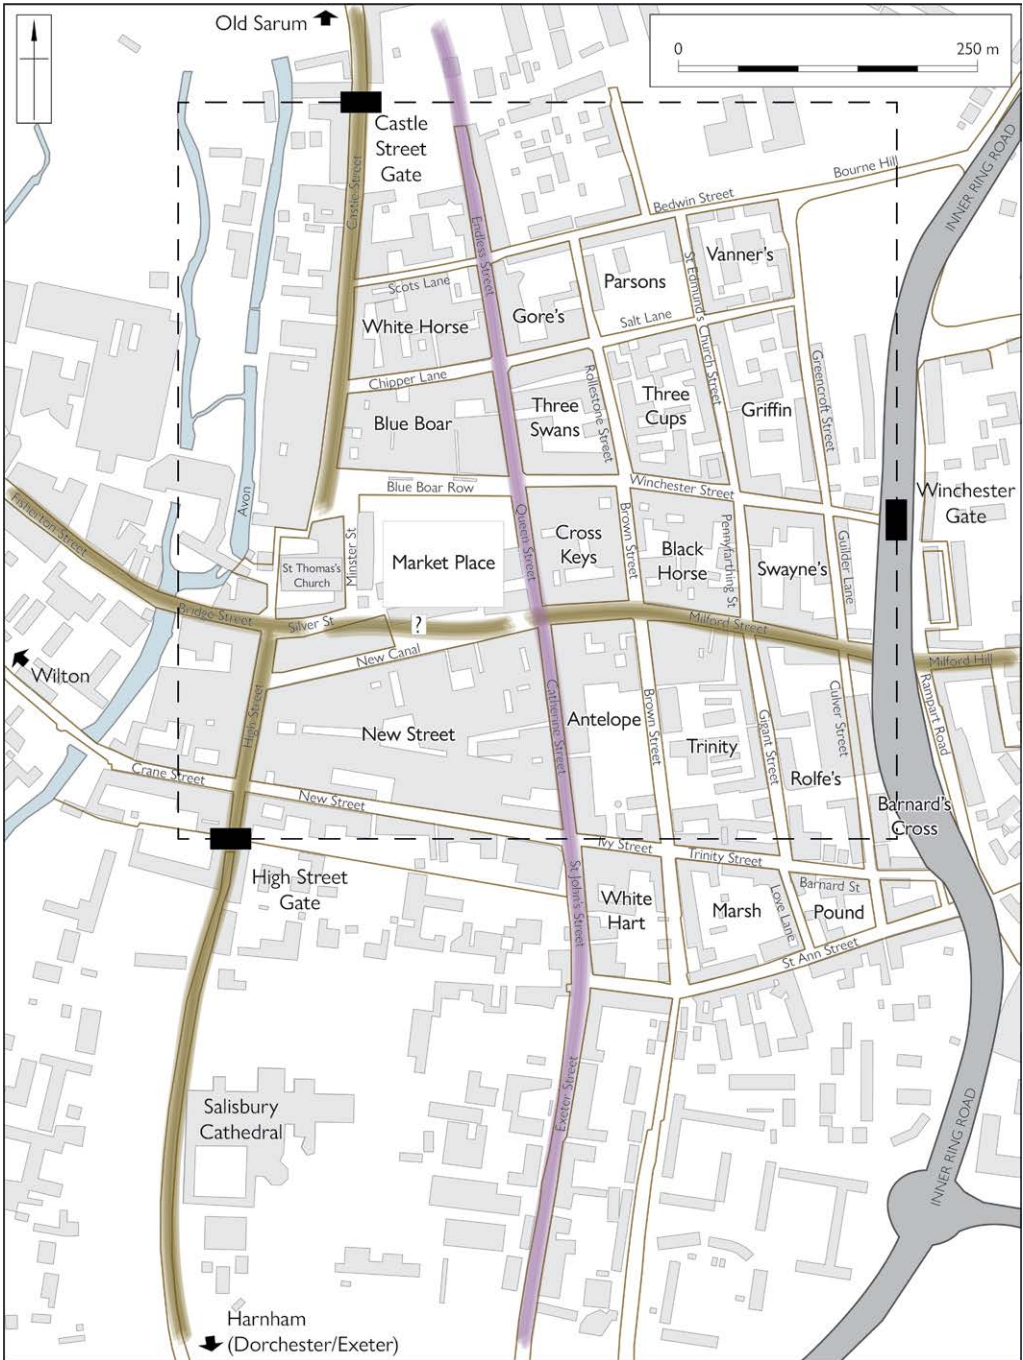 Old Sarum
0 250 m
Castle
Street
Gate
Castle Street
Endless Street
Bedwin Street
Bourne Hill
INNER RING ROAD
Scots Lane
White Horse
Gore's
Parsons
Vanner's
St Edmund's Church Street
Salt Lane
Chipper Lane
Blue Boar
Three
Swans
Rollestone Street
Three
Cups
Griffin
Greencroft Street
Blue Boar Row
Winchester Street
Winchester
Gate
Fisherton Street
Avon
St Thomas's
Church
Minster St
Market Place
Queen Street
Cross
Keys
Brown Street
Black
Horse
Pennyfarthing St
Swayne's
Guilder Lane
Bridge Street
Silver St
?
Milford Street
Milford Hill
New Canal
Wilton
High Street
New Street
Catherine Street
Antelope
Brown Street
Trinity
Gigant Street
Rolfe's
Culver Street
Rampart Road
Crane Street
New Street
Barnard's
Cross
Ivy Street
Trinity Street
High Street
Gate
St John's Street
White
Hart
Marsh
Love Lane
Barnard St
Pound
St Ann Street
Salisbury
Cathedral
Exeter Street
INNER RING ROAD
Harnham
(Dorchester/Exeter)